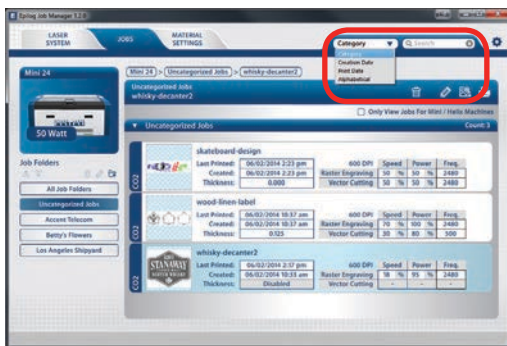 Epilog Job Manager 1.2.0
LASER SYSTEM
JOBS
MATERIAL SETTINGS
Category
Search
Category
Creation Date
Print Date
Alphabetical
Mini 24
Mini 24 > Uncategorized Jobs > whisky-decanter2
Uncategorized Jobs
whisky-decanter2
Only View Jobs For Mini / Helix Machines
50 Watt
Uncategorized Jobs Count: 3
Job Folders
All Job Folders
Uncategorized Jobs
Accent Telecom
Betty's Flowers
Los Angeles Shipyard
CO2
skateboard-design
Last Printed: 06/02/2014 2:23 pm 600 DPI Speed Power Freq.
Created: 06/02/2014 2:23 pm Raster Engraving 50 % 50 % 2480
Thickness: 0.000 Vector Cutting 50 % 50 % 2480
CO2
wood-linen-label
Last Printed: 06/02/2014 10:37 am 600 DPI Speed Power Freq.
Created: 06/02/2014 10:37 am Raster Engraving 70 % 100 % 2480
Thickness: 0.125 Vector Cutting 30 % 80 % 500
CO2
STANAWAY
whisky-decanter2
Last Printed: 06/02/2014 2:17 pm 600 DPI Speed Power Freq.
Created: 06/02/2014 10:33 am Raster Engraving 18 % 95 % 2480
Thickness: Disabled Vector Cutting - - -